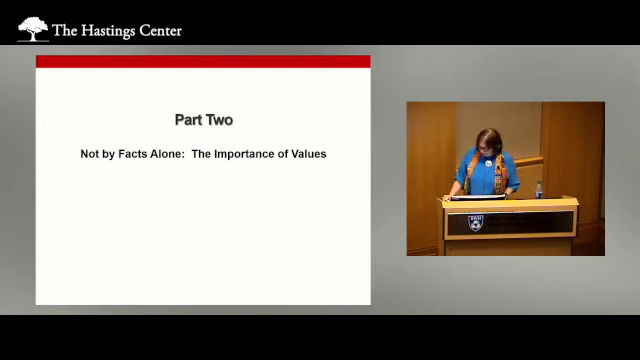 The Hastings Center
Part Two
Not by Facts Alone: The Importance of Values